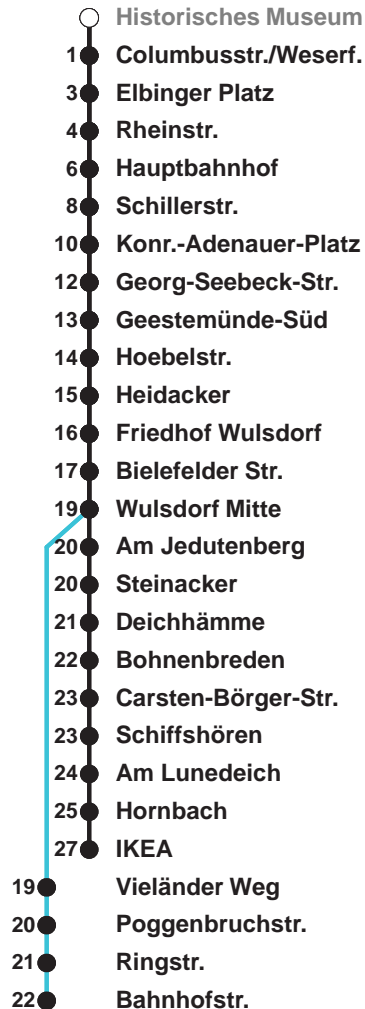 Historisches Museum
1 Columbusstr./Weserf.
3 Elbinger Platz
4 Rheinstr.
6 Hauptbahnhof
8 Schillerstr.
10 Konr.-Adenauer-Platz
12 Georg-Seebeck-Str.
13 Geestemünde-Süd
14 Hoebelstr.
15 Heidacker
16 Friedhof Wulsdorf
17 Bielefelder Str.
19 Wulsdorf Mitte
20 Am Jedutenberg
20 Steinacker
21 Deichhämme
22 Bohnenbreden
23 Carsten-Börger-Str.
23 Schiffshören
24 Am Lunedeich
25 Hornbach
27 IKEA
19 Vieländer Weg
20 Poggenbruchstr.
21 Ringstr.
22 Bahnhofstr.